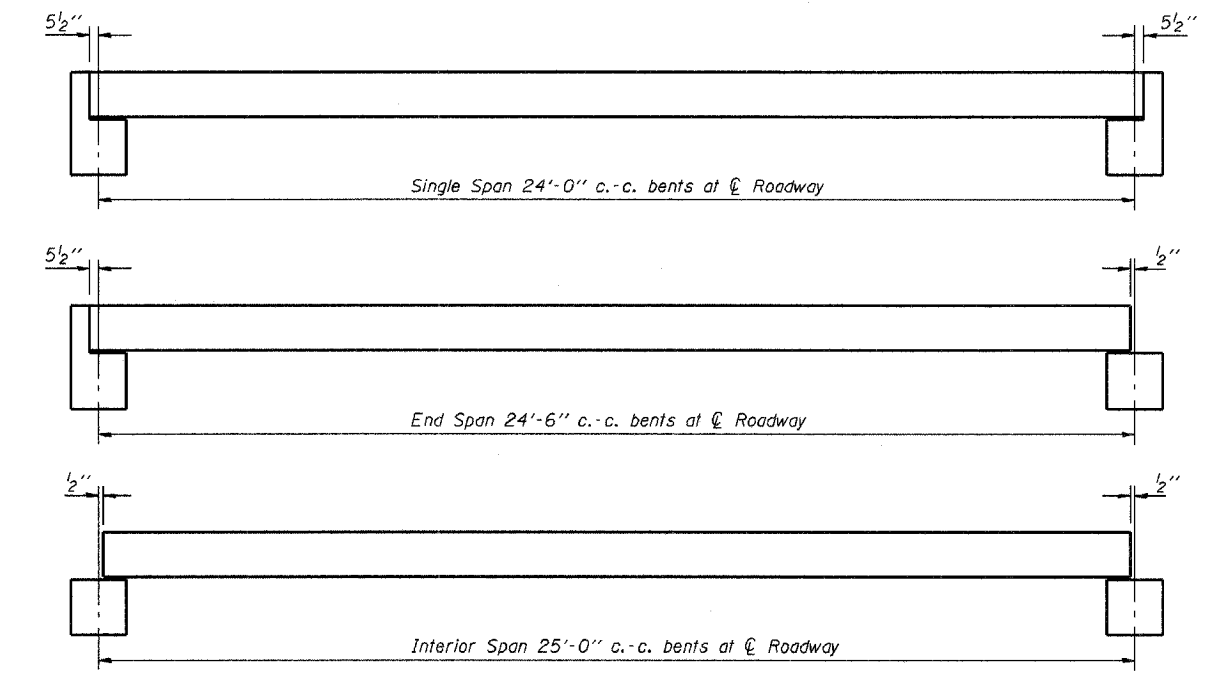 5½″ 5½″
Single Span 24'-0″ c.-c. bents at ℄ Roadway
5½″ ½″
End Span 24'-6″ c.-c. bents at ℄ Roadway
½″ ½″
Interior Span 25'-0″ c.-c. bents at ℄ Roadway